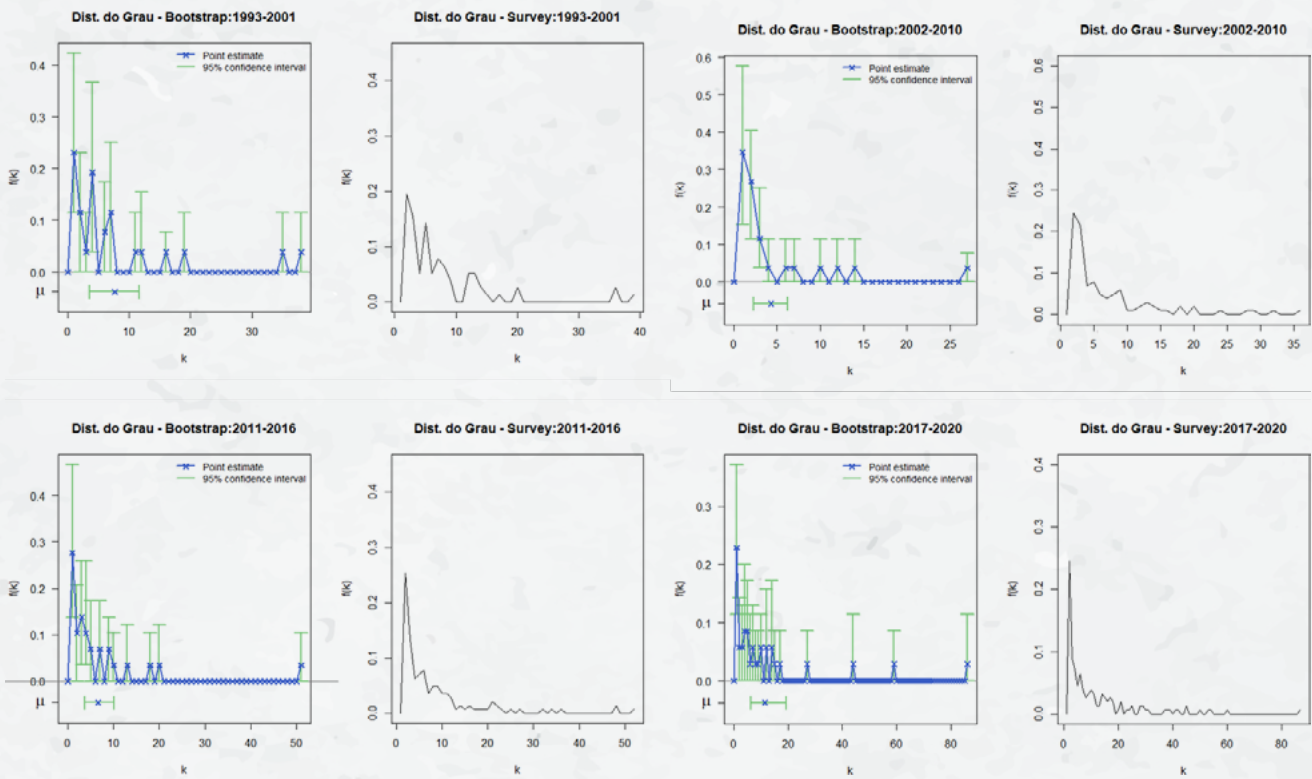 Dist. do Grau - Bootstrap:1993-2001
Point estimate
95% confidence interval
f(k)
0.4
0.3
0.2
0.1
0.0
μ
0 10 20 30
k
Dist. do Grau - Survey:1993-2001
f(k)
0.4
0.3
0.2
0.1
0.0
0 10 20 30 40
k
Dist. do Grau - Bootstrap:2002-2010
Point estimate
95% confidence interval
f(k)
0.6
0.5
0.4
0.3
0.2
0.1
0.0
μ
0 5 10 15 20 25
k
Dist. do Grau - Survey:2002-2010
f(k)
0.6
0.5
0.4
0.3
0.2
0.1
0.0
0 5 10 15 20 25 30 35
k
Dist. do Grau - Bootstrap:2011-2016
Point estimate
95% confidence interval
f(k)
0.4
0.3
0.2
0.1
0.0
μ
0 10 20 30 40 50
k
Dist. do Grau - Survey:2011-2016
f(k)
0.4
0.3
0.2
0.1
0.0
0 10 20 30 40 50
k
Dist. do Grau - Bootstrap:2017-2020
Point estimate
95% confidence interval
f(k)
0.3
0.2
0.1
0.0
μ
0 20 40 60 80
k
Dist. do Grau - Survey:2017-2020
f(k)
0.4
0.3
0.2
0.1
0.0
0 20 40 60 80
k